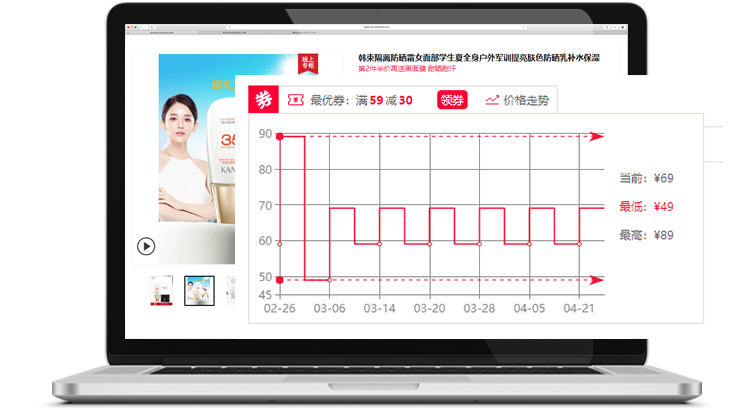 线上
专柜
韩束隔离防晒霜女面部学生夏全身户外军训提亮肤色防晒乳补水保湿
第2件半价再送黑面膜 耐晒耐汗
券
最优券：满 59 减 30
领券
价格走势
90
80
70
60
50
45
02-26
03-06
03-14
03-20
03-28
04-05
04-21
当前：¥69
最低：¥49
最高：¥89